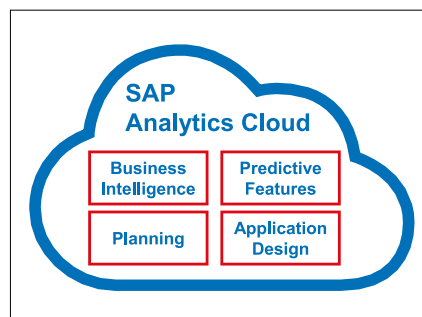 SAP
Analytics Cloud
Business
Intelligence
Predictive
Features
Planning
Application
Design